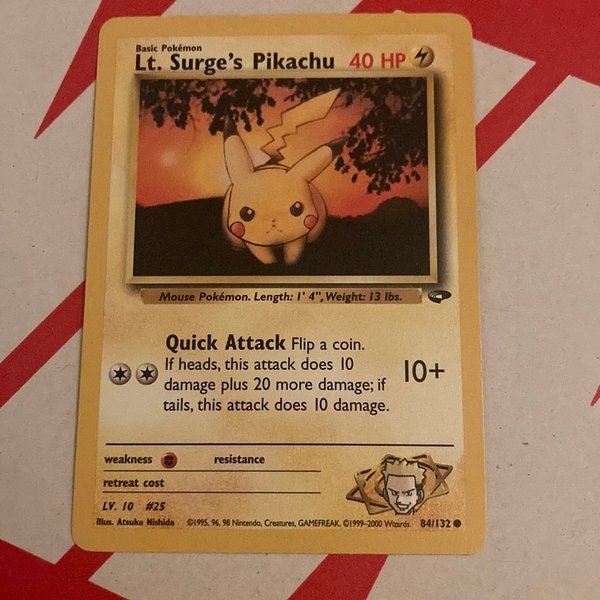 Basic Pokémon
Lt. Surge's Pikachu 40 HP
Mouse Pokémon. Length: 1' 4", Weight: 13 lbs.
Quick Attack Flip a coin.
If heads, this attack does 10
damage plus 20 more damage; if
tails, this attack does 10 damage.
10+
weakness resistance
retreat cost
LV. 10 #25
Illus. Atsuko Nishida ©1995, 96, 98 Nintendo, Creatures, GAMEFREAK. ©1999-2000 Wizards. 84/132